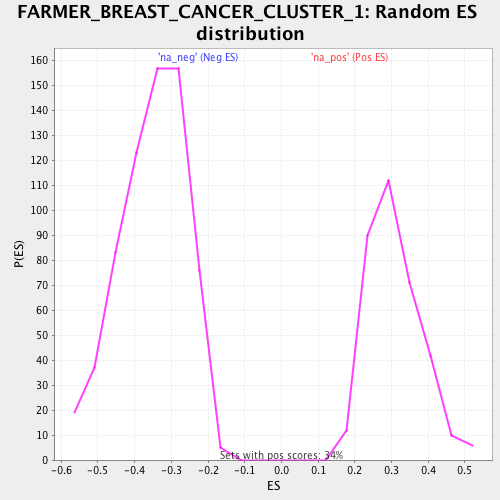 FARMER_BREAST_CANCER_CLUSTER_1: Random ES
distribution
'na_neg' (Neg ES)
'na_pos' (Pos ES)
160
150
140
130
120
110
100
90
80
70
60
50
40
30
20
10
0
P(ES)
Sets with pos scores: 34%
-0.6 -0.5 -0.4 -0.3 -0.2 -0.1 0.0 0.1 0.2 0.3 0.4 0.5
ES